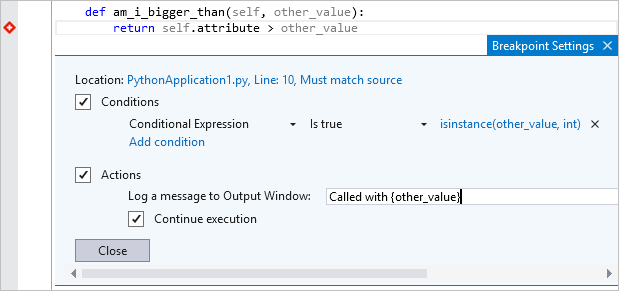 def am_i_bigger_than(self, other_value):
return self.attribute > other_value
Breakpoint Settings
Location: PythonApplication1.py, Line: 10, Must match source
Conditions
Conditional Expression Is true isinstance(other_value, int)
Add condition
Actions
Log a message to Output Window: Called with {other_value}
Continue execution
Close